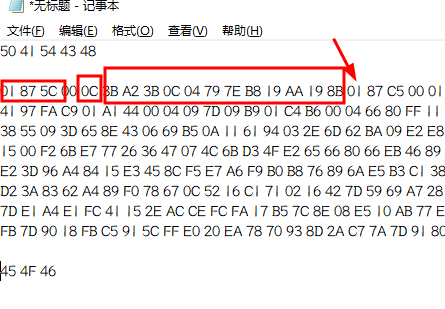 *无标题 - 记事本
文件(F) 编辑(E) 格式(O) 查看(V) 帮助(H)
50 41 54 43 48
01 87 5C 00 0C 3B A2 3B 0C 04 79 7E B8 19 AA 19 8B 01 87 C5 00 01
41 97 FA C9 01 A1 44 00 04 09 7D 09 B9 01 C4 B6 00 04 66 80 FF 11
38 55 09 3D 65 8E 43 06 69 B5 0A 11 61 94 03 2E 6D 62 BA 09 E2 E8
15 00 F2 6B E7 77 26 36 47 07 4C 6B D3 4F E2 65 66 80 66 EB 46 89
E2 3D 96 A4 84 15 E3 45 8C F5 E7 A6 F9 B0 B8 76 89 6A E5 B3 C1 38
D2 3A 83 62 A4 89 F0 78 67 0C 52 16 C1 71 02 16 42 7D 59 69 A7 28
7D E1 A4 E1 FC 41 15 2E AC CE FC FA 17 B5 7C 8E 08 E5 10 AB 77 E
FB 7D 90 18 FB C5 91 5C FF E0 20 EA 78 70 93 8D 2A C7 7A 7D 91 80
45 4F 46